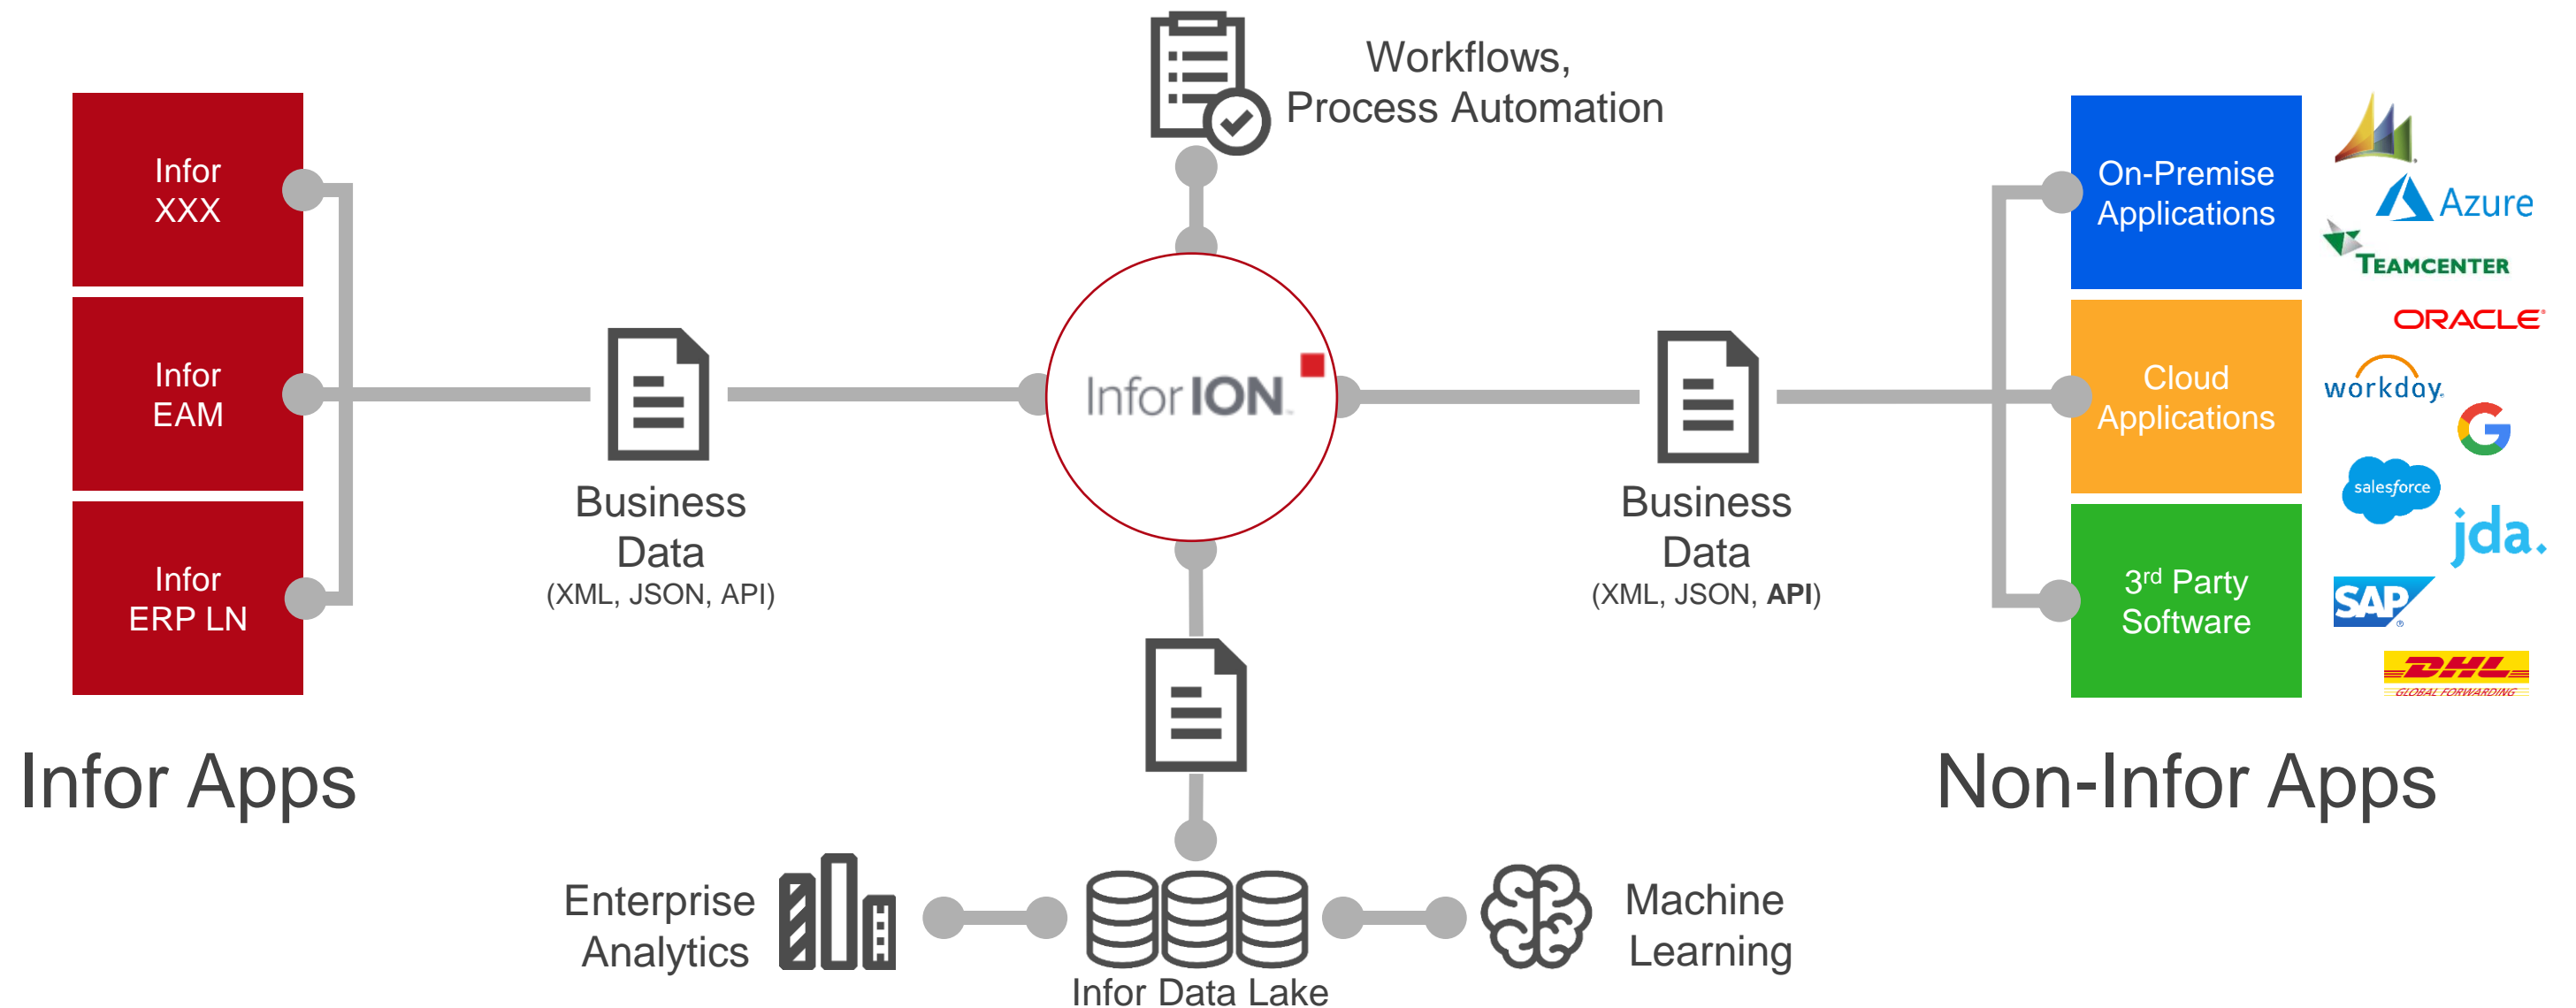 Workflows,
Process Automation
Infor
XXX
Infor
EAM
Infor
ERP LN
Infor Apps
Business
Data
(XML, JSON, API)
Infor ION
Business
Data
(XML, JSON, API)
On-Premise
Applications
Cloud
Applications
3rd Party
Software
Non-Infor Apps
Azure
TEAMCENTER
ORACLE®
workday.
G
salesforce
jda.
SAP®
DHL
GLOBAL FORWARDING
Enterprise
Analytics
Infor Data Lake
Machine
Learning